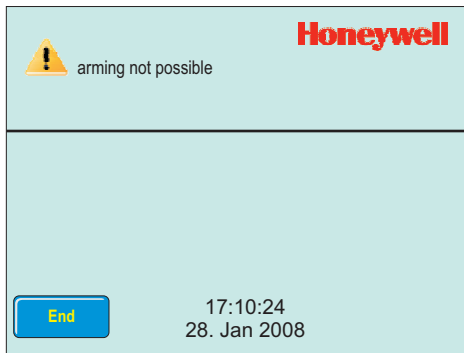 Honeywell
arming not possible
End
17:10:24
28. Jan 2008